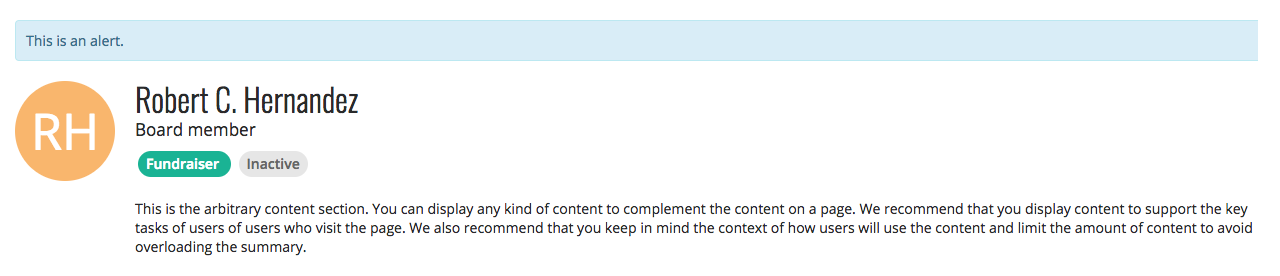 This is an alert.
RH
Robert C. Hernandez
Board member
Fundraiser Inactive
This is the arbitrary content section. You can display any kind of content to complement the content on a page. We recommend that you display content to support the key
tasks of users of users who visit the page. We also recommend that you keep in mind the context of how users will use the content and limit the amount of content to avoid
overloading the summary.